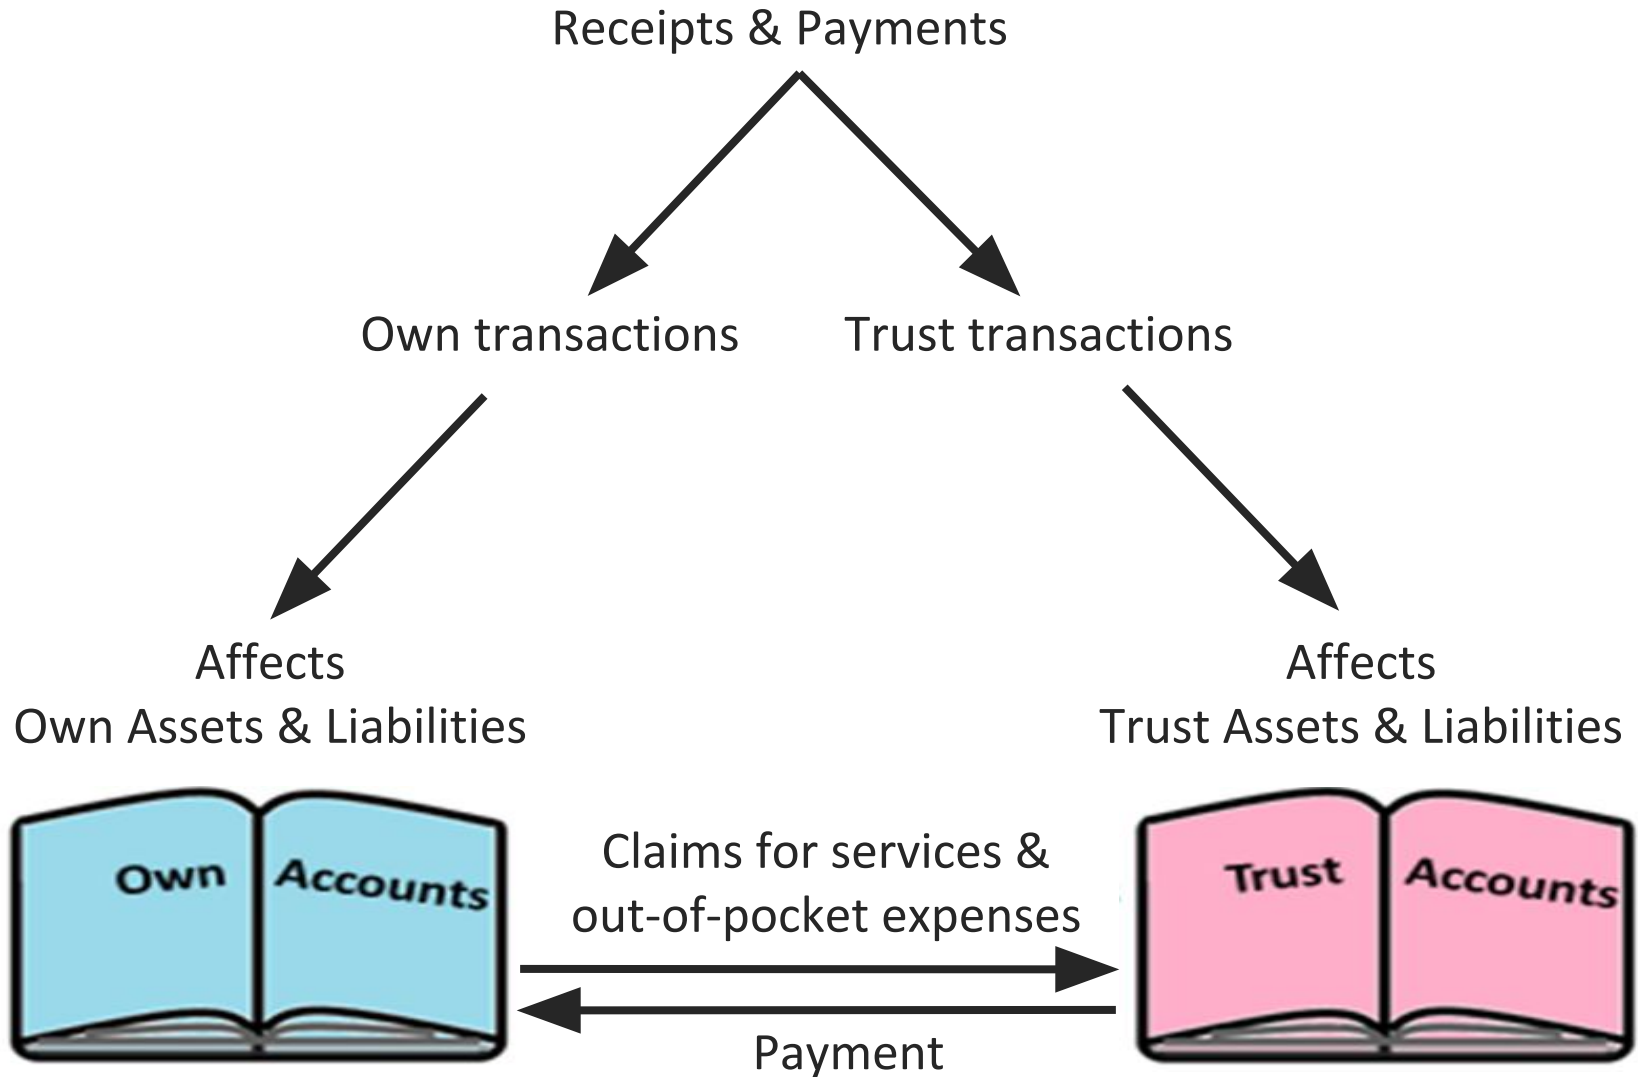 Receipts & Payments
Own transactions
Trust transactions
Affects
Own Assets & Liabilities
Affects
Trust Assets & Liabilities
Own Accounts
Claims for services &
out-of-pocket expenses
Payment
Trust Accounts